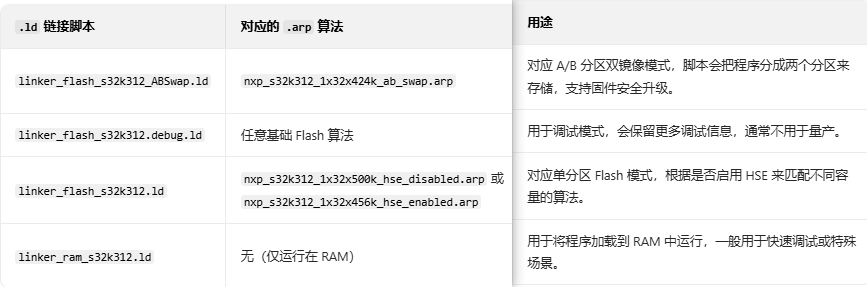 .ld 链接脚本 对应的 .arp 算法 用途
linker_flash_s32k312_ABSwap.ld nxp_s32k312_1x32x424k_ab_swap.arp 对应 A/B 分区双镜像模式，脚本会把程序分成两个分区来
存储，支持固件安全升级。
linker_flash_s32k312.debug.ld 任意基础 Flash 算法 用于调试模式，会保留更多调试信息，通常不用于量产。
linker_flash_s32k312.ld nxp_s32k312_1x32x500k_hse_disabled.arp 或 对应单分区 Flash 模式，根据是否启用 HSE 来匹配不同容
nxp_s32k312_1x32x456k_hse_enabled.arp 量的算法。
linker_ram_s32k312.ld 无（仅运行在 RAM） 用于将程序加载到 RAM 中运行，一般用于快速调试或特殊
场景。